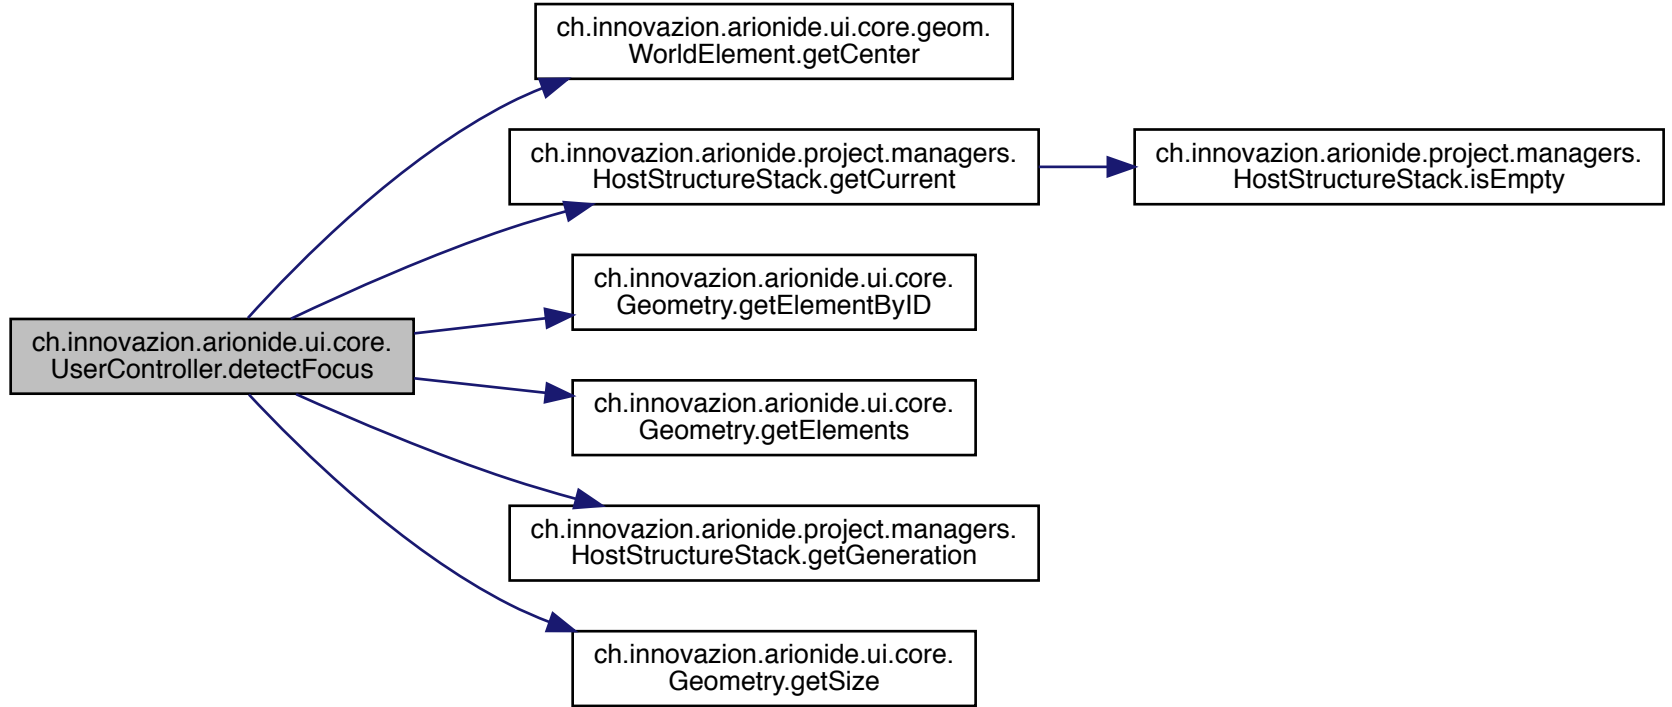 ch.innovazion.arionide.ui.core.geom.
WorldElement.getCenter
ch.innovazion.arionide.project.managers.
HostStructureStack.getCurrent
ch.innovazion.arionide.project.managers.
HostStructureStack.isEmpty
ch.innovazion.arionide.ui.core.
Geometry.getElementByID
ch.innovazion.arionide.ui.core.
UserController.detectFocus
ch.innovazion.arionide.ui.core.
Geometry.getElements
ch.innovazion.arionide.project.managers.
HostStructureStack.getGeneration
ch.innovazion.arionide.ui.core.
Geometry.getSize